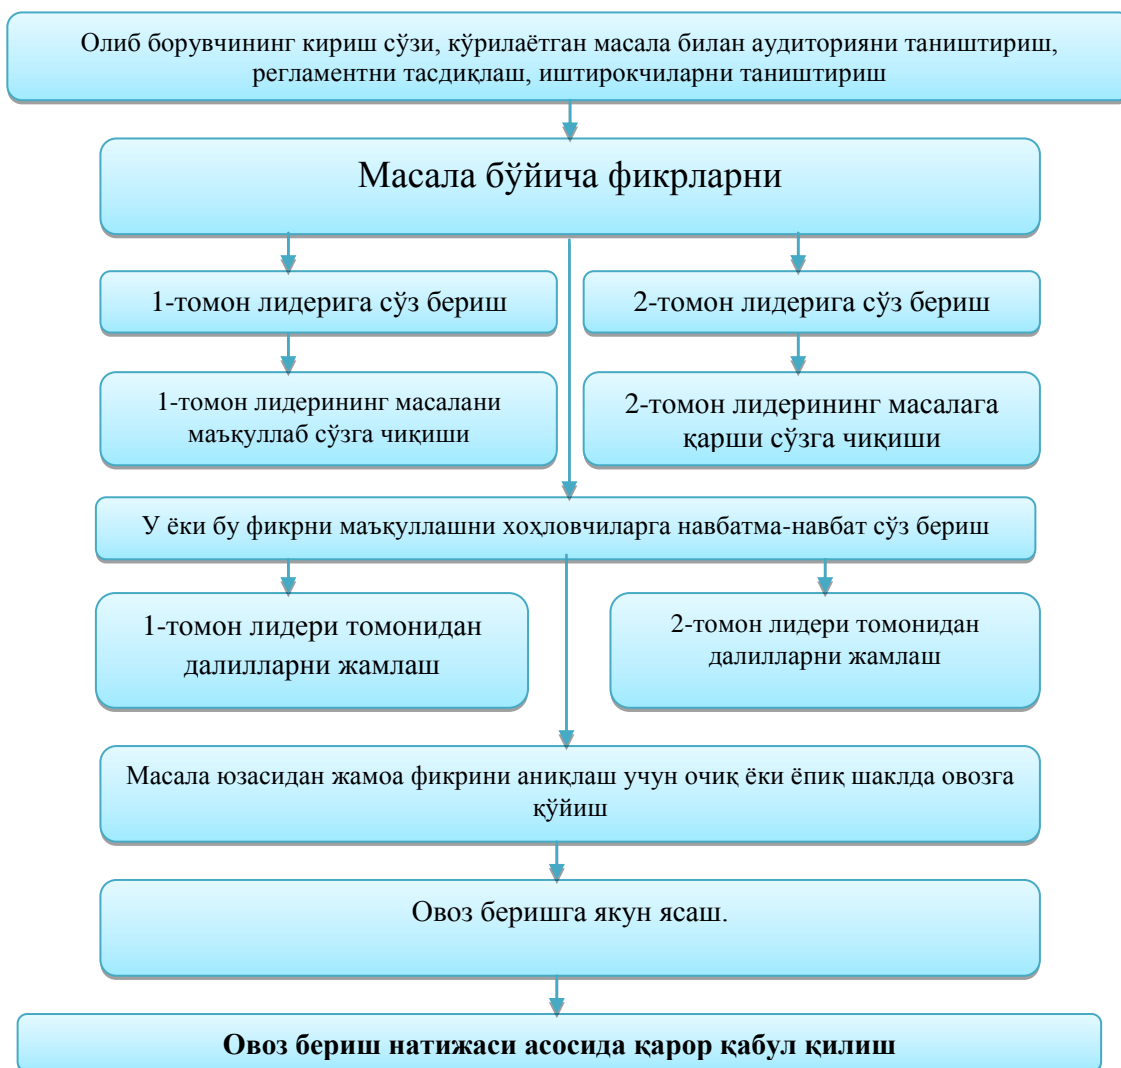 Олиб борувчининг кириш сўзи, кўрилаётган масала билан аудиторияни таништириш,
регламентни тасдиқлаш, иштирокчиларни таништириш
Масала бўйича фикрларни
1-томон лидерига сўз бериш
2-томон лидерига сўз бериш
1-томон лидерининг масалани
маъқуллаб сўзга чиқиши
2-томон лидерининг масалага
қарши сўзга чиқиши
У ёки бу фикрни маъқуллашни хоҳловчиларга навбатма-навбат сўз бериш
1-томон лидери томонидан
далилларни жамлаш
2-томон лидери томонидан
далилларни жамлаш
Масала юзасидан жамоа фикрини аниқлаш учун очиқ ёки ёпиқ шаклда овозга
қўйиш
Овоз беришга якун ясаш.
Овоз бериш натижаси асосида қарор қабул қилиш